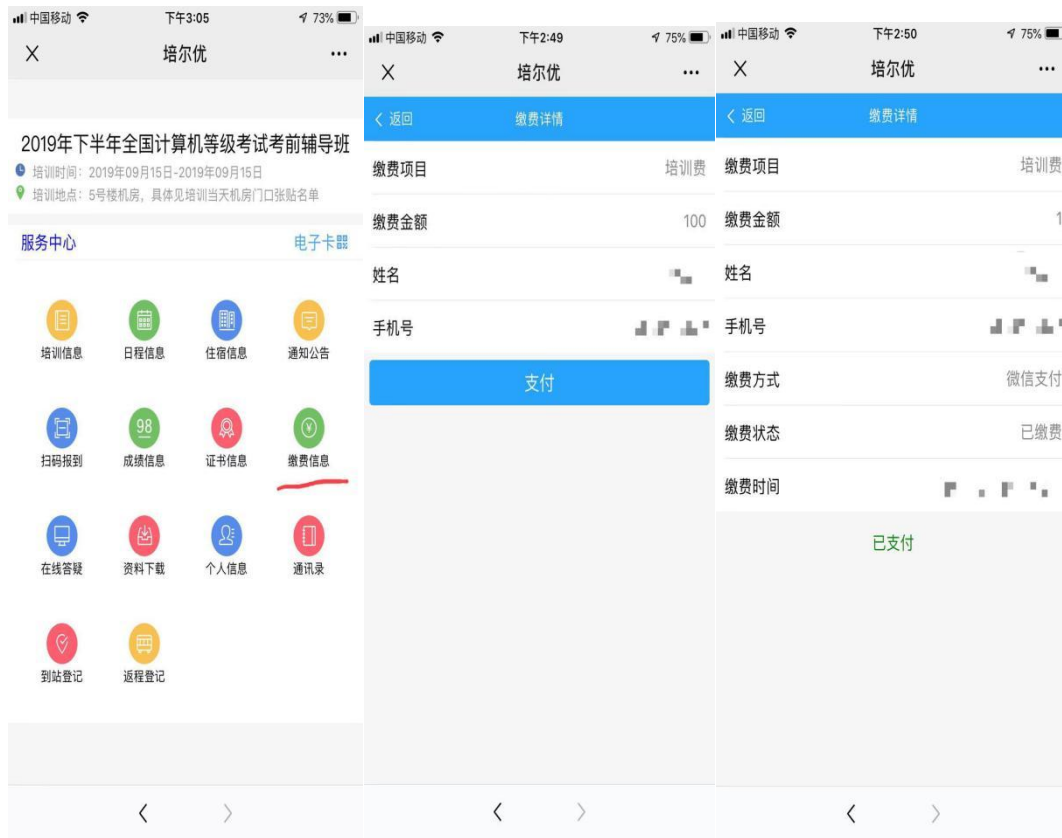 中国移动 下午3:05 73%
培尔优
2019年下半年全国计算机等级考试考前辅导班
培训时间：2019年09月15日-2019年09月15日
培训地点：5号楼机房，具体见培训当天机房门口张贴名单
服务中心 电子卡
培训信息 日程信息 住宿信息 通知公告
98
扫码报到 成绩信息 证书信息 缴费信息
在线答疑 资料下载 个人信息 通讯录
到站登记 返程登记
中国移动 下午2:49 75%
培尔优
返回 缴费详情
缴费项目 培训费
缴费金额 100
姓名
手机号
支付
中国移动 下午2:50 75%
培尔优
返回 缴费详情
缴费项目 培训费
缴费金额 1
姓名
手机号
缴费方式 微信支付
缴费状态 已缴费
缴费时间
已支付